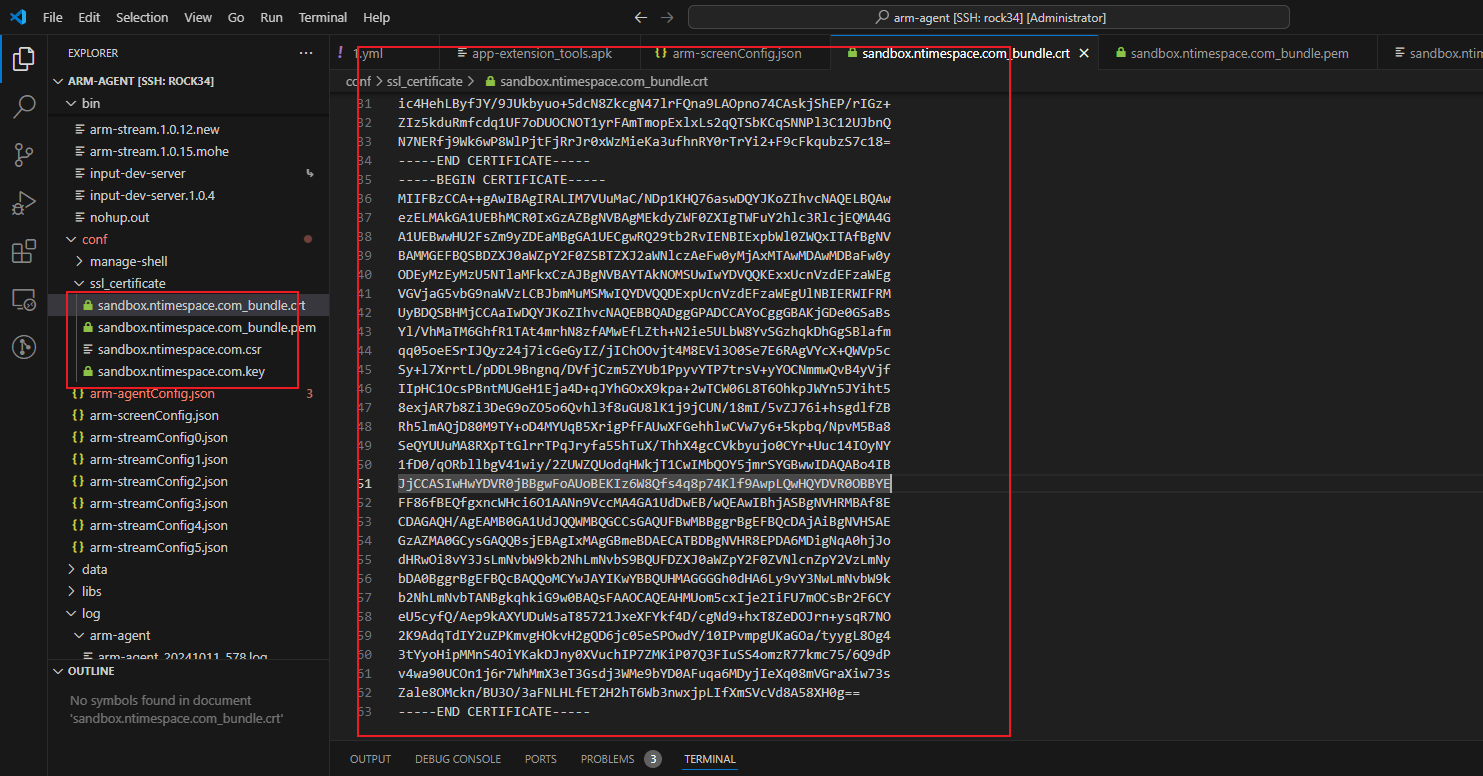 File Edit Selection View Go Run Terminal Help
arm-agent [SSH: rock34] [Administrator]
EXPLORER
1.yml
app-extension_tools.apk
arm-screenConfig.json
sandbox.ntimespace.com_bundle.crt
sandbox.ntimespace.com_bundle.pem
sandbox.nti
ARM-AGENT [SSH: ROCK34]
conf > ssl_certificate > sandbox.ntimespace.com_bundle.crt
bin
arm-stream.1.0.12.new
arm-stream.1.0.15.mohe
input-dev-server
input-dev-server.1.0.4
nohup.out
conf
manage-shell
ssl_certificate
sandbox.ntimespace.com_bundle.crt
sandbox.ntimespace.com_bundle.pem
sandbox.ntimespace.com.csr
sandbox.ntimespace.com.key
arm-agentConfig.json 3
arm-screenConfig.json
arm-streamConfig0.json
arm-streamConfig1.json
arm-streamConfig2.json
arm-streamConfig3.json
arm-streamConfig4.json
arm-streamConfig5.json
data
libs
log
arm-agent
arm-agent_20241011_578.log
OUTLINE
No symbols found in document
'sandbox.ntimespace.com_bundle.crt'
31 ic4HehLByfJY/9JUkbyuo+5dcN8ZkcgN47lrFQna9LAOpno74CAskjShEP/rIGz+
32 ZIz5kduRmfcdq1UF7oDUOCNOT1yrFAmTmopExlxLs2qQTSbKCqSNNPl3C12UJbnQ
33 N7NERfj9Wk6wP8WlPjtFjRrJr0xWzMieKa3ufhnRY0rTrYi2+F9cFkqubzS7c18=
34 -----END CERTIFICATE-----
35 -----BEGIN CERTIFICATE-----
36 MIIFBzCCA++gAwIBAgIRALIM7VUuMaC/NDp1KHQ76aswDQYJKoZIhvcNAQELBQAw
37 ezELMAkGA1UEBhMCR0IxGzAZBgNVBAgMEkdyZWF0ZXIgTWFuY2hlc3RlcjEQMA4G
38 A1UEBwwHU2FsZm9yZDEaMBgGA1UECgwRQ29tb2RvIENBIExpbWl0ZWQxITAfBgNV
39 BAMMGEFBQSBDZXJ0aWZpY2F0ZSBTZXJ2aWNlczAeFw0yMjAxMTAwMDAwMDBaFw0y
40 ODEyMzEyMzU5NTlaMFkxCzAJBgNVBAYTAkNOMSUwIwYDVQQKExxUcnVzdEFzaWEg
41 VGVjaG5vbG9naWVzLCBJbmMuMSMwIQYDVQQDExpUcnVzdEFzaWEgUlNBIERWIFRM
42 UyBDQSBHMjCCAaIwDQYJKoZIhvcNAQEBBQADggGPADCCAYoCggGBAKjGDe0GSaBs
43 Yl/VhMaTM6GhfR1TAt4mrhN8zfAMwEfLZth+N2ie5ULbW8YvSGzhqkDhGgSBlafm
44 qq05oeESrIJQyz24j7icGeGyIZ/jIChOOvjt4M8EVi3O0Se7E6RAgVYcX+QWVp5c
45 Sy+l7XrrtL/pDDL9Bngnq/DVfjCzm5ZYUb1PpyvYTP7trsV+yYOCNmmwQvB4yVjf
46 IIpHC1OcsPBntMUGeH1Eja4D+qJYhGOxX9kpa+2wTCW06L8T6OhkpJWYn5JYiht5
47 8exjAR7b8Zi3DeG9oZO5o6Qvhl3f8uGU8lK1j9jCUN/18mI/5vZJ76i+hsgdlfZB
48 Rh5lmAQjD80M9TY+oD4MYUqB5XrigPfFAUwXFGehhlwCVw7y6+5kpbq/NpvM5Ba8
49 SeQYUUuMA8RXpTtGlrrTPqJryfa55hTuX/ThhX4gcCVkbyujo0CYr+Uuc14IOyNY
50 1fD0/qORbllbgV41wiy/2ZUWZQUodqHWkjT1CwIMbQOY5jmrSYGBwwIDAQABo4IB
51 JjCCASIwHwYDVR0jBBgwFoAUoBEKIz6W8Qfs4q8p74Klf9AwpLQwHQYDVR0OBBYE
52 FF86fBEQfgxncWHci6O1AANn9VccMA4GA1UdDwEB/wQEAwIBhjASBgNVHRMBAf8E
53 CDAGAQH/AgEAMB0GA1UdJQQWMBQGCCsGAQUFBwMBBggrBgEFBQcDAjAiBgNVHSAE
54 GzAZMA0GCysGAQQBsjEBAgIxMAgGBmeBDAECATBDBgNVHR8EPDA6MDigNqA0hjJo
55 dHRwOi8vY3JsLmNvbW9kb2NhLmNvbS9BQUFDZXJ0aWZpY2F0ZVNlcnZpY2VzLmNy
56 bDA0BggrBgEFBQcBAQQoMCYwJAYIKwYBBQUHMAGGGGh0dHA6Ly9vY3NwLmNvbW9k
57 b2NhLmNvbTANBgkqhkiG9w0BAQsFAAOCAQEAHMUom5cxIje2IiFU7mOCsBr2F6CY
58 eU5cyfQ/Aep9kAXYUDuWsaT85721JxeXFYkf4D/cgNd9+hxT8ZeDOJrn+ysqR7NO
59 2K9AdqTdIY2uZPKmvgHOkvH2gQD6jc05eSPOwdY/10IPvmpgUKaGOa/tyygL8Og4
60 3tYyoHipMMnS4OiYKakDJny0XVuchIP7ZMKiP07Q3FIuSS4omzR77kmc75/6Q9dP
61 v4wa90UCOn1j6r7WhMmX3eT3Gsdj3WMe9bYD0AFuqa6MDyjIeXq08mVGraXiw73s
62 Zale8OMckn/BU3O/3aFNLHLfET2H2hT6Wb3nwxjpLIfXmSVcVd8A58XH0g==
63 -----END CERTIFICATE-----
OUTPUT DEBUG CONSOLE PORTS PROBLEMS 3 TERMINAL